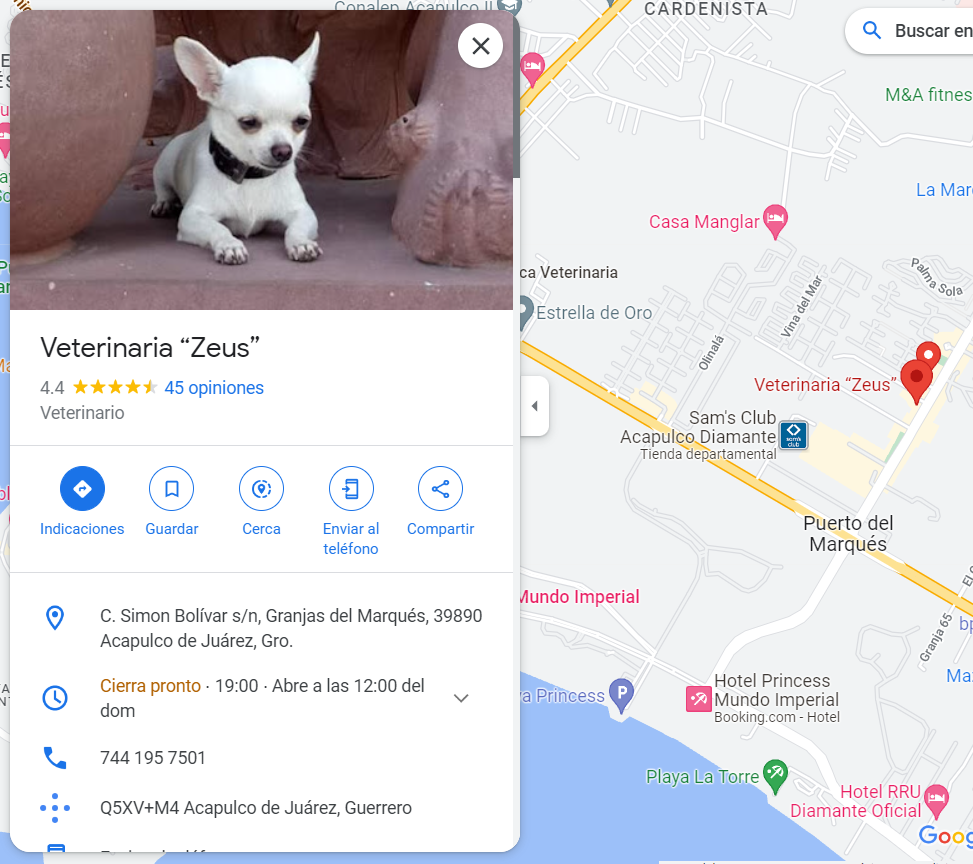 Conalep Acapulco II
CARDENISTA
Buscar en
M&A fitnes
La Mar
Casa Manglar
ca Veterinaria
Estrella de Oro
Palma Sola
Vina del Mar
Olinalá
Veterinaria “Zeus”
Sam's Club
Acapulco Diamante
Tienda departamental
sam's club
Puerto del
Marqués
Mundo Imperial
Granja 65
a Princess
P
Hotel Princess
Mundo Imperial
Booking.com - Hotel
Playa La Torre
Hotel RRU
Diamante Oficial
Goog
Veterinaria “Zeus”
4.4
45 opiniones
Veterinario
Indicaciones
Guardar
Cerca
Enviar al
teléfono
Compartir
C. Simon Bolívar s/n, Granjas del Marqués, 39890
Acapulco de Juárez, Gro.
Cierra pronto · 19:00 · Abre a las 12:00 del
dom
744 195 7501
Q5XV+M4 Acapulco de Juárez, Guerrero